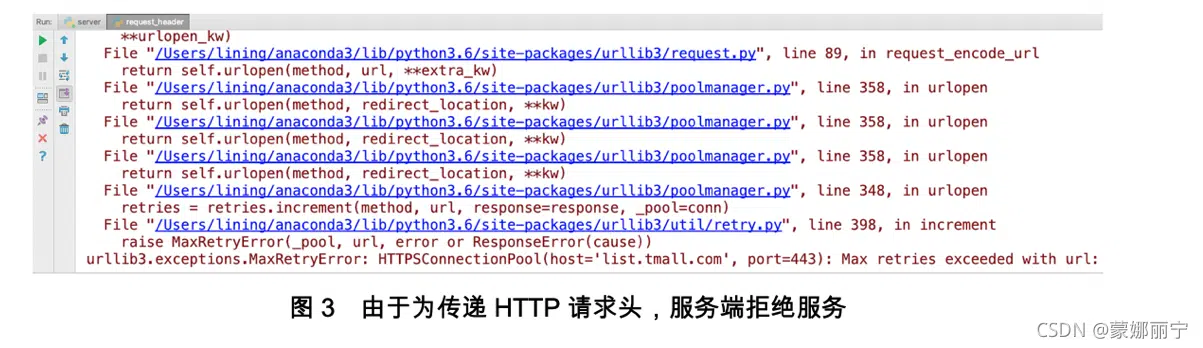 Run: server request_header
**urlopen_kw)
File "/Users/lining/anaconda3/lib/python3.6/site-packages/urllib3/request.py", line 89, in request_encode_url
return self.urlopen(method, url, **extra_kw)
File "/Users/lining/anaconda3/lib/python3.6/site-packages/urllib3/poolmanager.py", line 358, in urlopen
return self.urlopen(method, redirect_location, **kw)
File "/Users/lining/anaconda3/lib/python3.6/site-packages/urllib3/poolmanager.py", line 358, in urlopen
return self.urlopen(method, redirect_location, **kw)
File "/Users/lining/anaconda3/lib/python3.6/site-packages/urllib3/poolmanager.py", line 358, in urlopen
return self.urlopen(method, redirect_location, **kw)
File "/Users/lining/anaconda3/lib/python3.6/site-packages/urllib3/poolmanager.py", line 348, in urlopen
retries = retries.increment(method, url, response=response, _pool=conn)
File "/Users/lining/anaconda3/lib/python3.6/site-packages/urllib3/util/retry.py", line 398, in increment
raise MaxRetryError(_pool, url, error or ResponseError(cause))
urllib3.exceptions.MaxRetryError: HTTPSConnectionPool(host='list.tmall.com', port=443): Max retries exceeded with url:
图 3 由于为传递 HTTP 请求头，服务端拒绝服务
CSDN @蒙娜丽宁